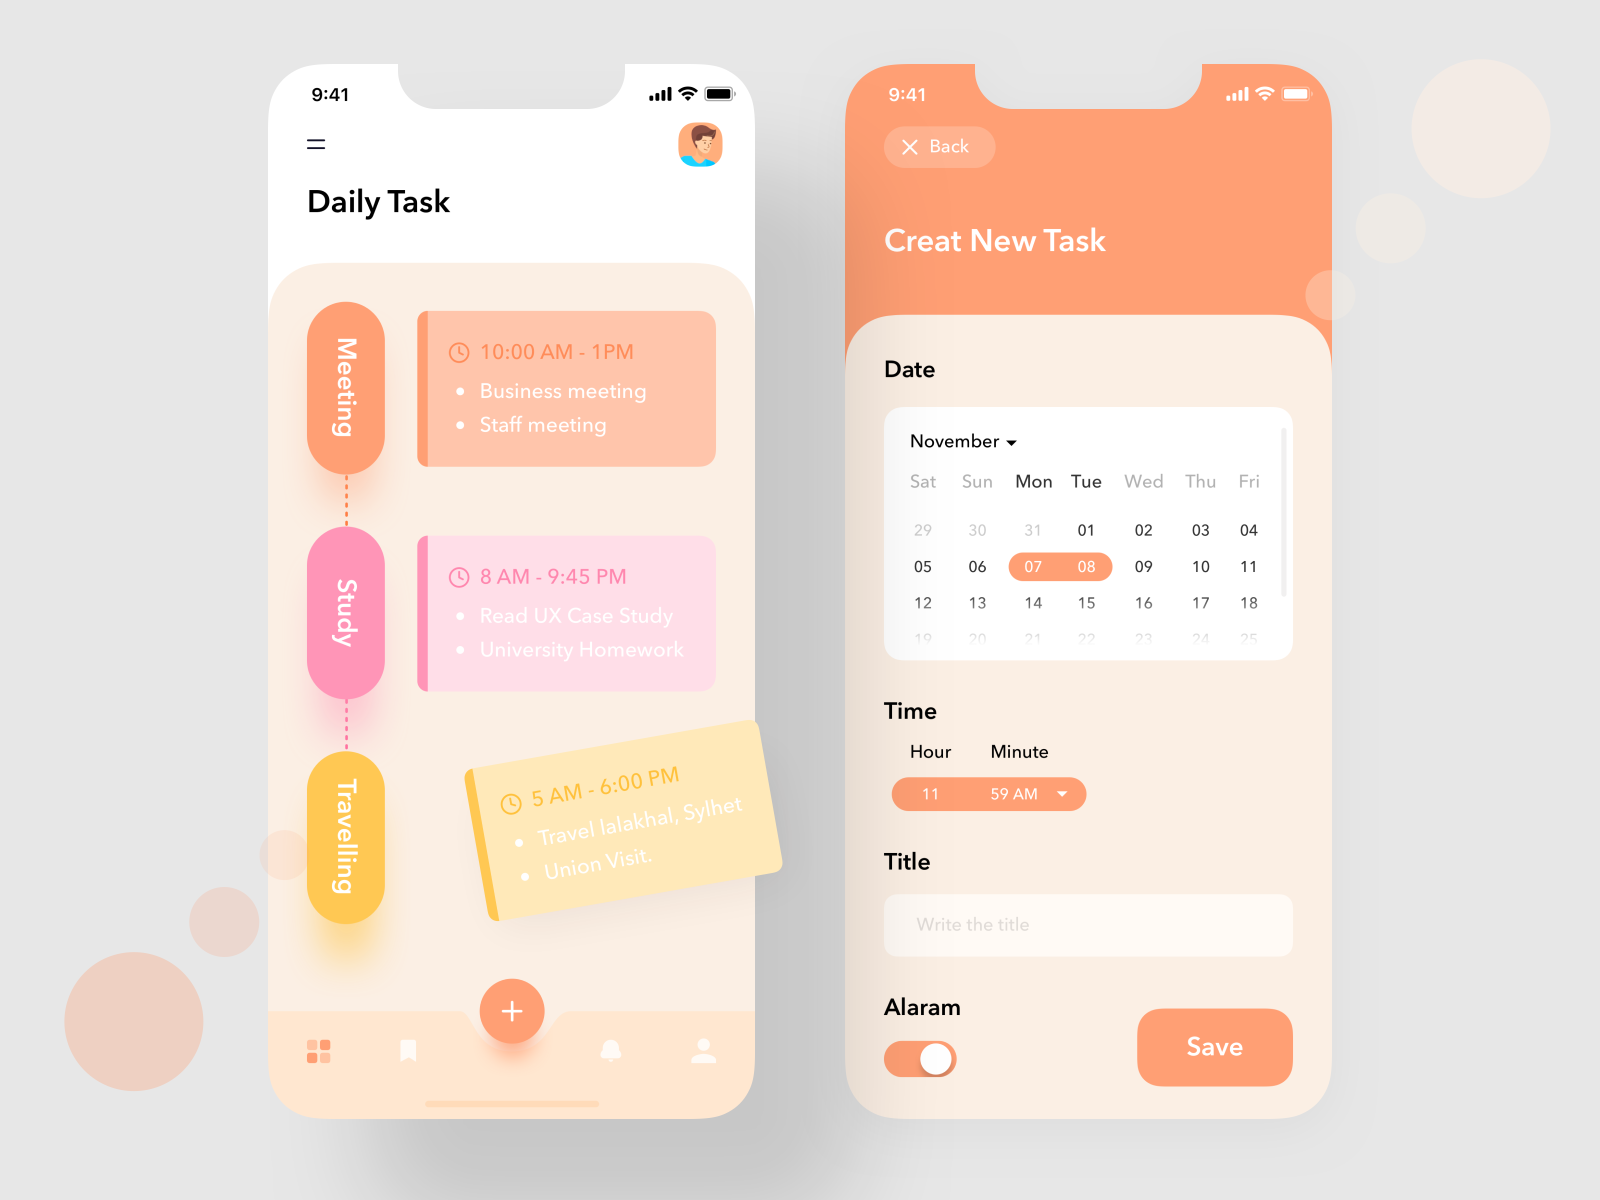 9:41
Daily Task
Meeting
10:00 AM - 1PM
Business meeting
Staff meeting
Study
8 AM - 9:45 PM
Read UX Case Study
University Homework
Travelling
5 AM - 6:00 PM
Travel lalakhal, Sylhet
Union Visit.
9:41
Back
Creat New Task
Date
November
Sat Sun Mon Tue Wed Thu Fri
29 30 31 01 02 03 04
05 06 07 08 09 10 11
12 13 14 15 16 17 18
19 20 21 22 23 24 25
Time
Hour Minute
11 59 AM
Title
Write the title
Alaram
Save